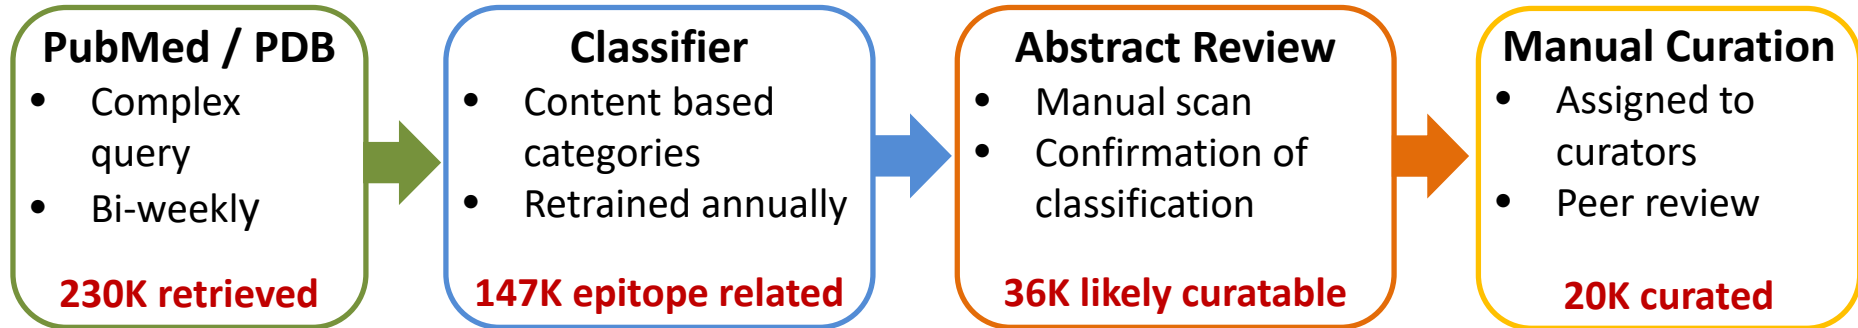 PubMed / PDB
• Complex
query
• Bi-weekly
230K retrieved
Classifier
• Content based
categories
• Retrained annually
147K epitope related
Abstract Review
• Manual scan
• Confirmation of
classification
36K likely curatable
Manual Curation
• Assigned to
curators
• Peer review
20K curated